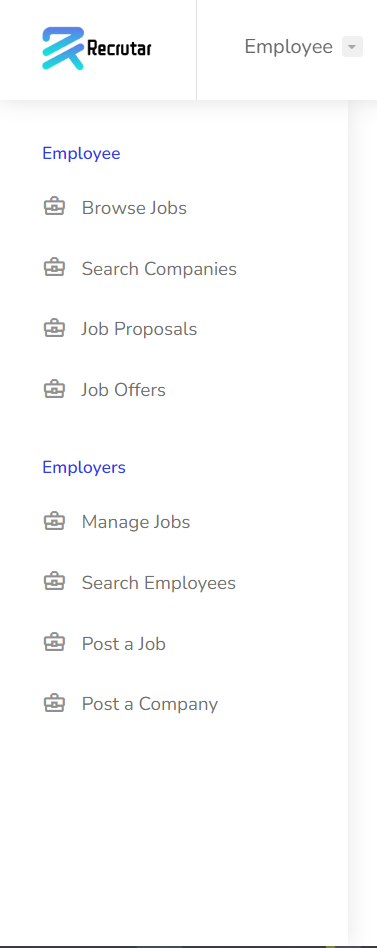 Recrutar
Employee
Employee
Browse Jobs
Search Companies
Job Proposals
Job Offers
Employers
Manage Jobs
Search Employees
Post a Job
Post a Company